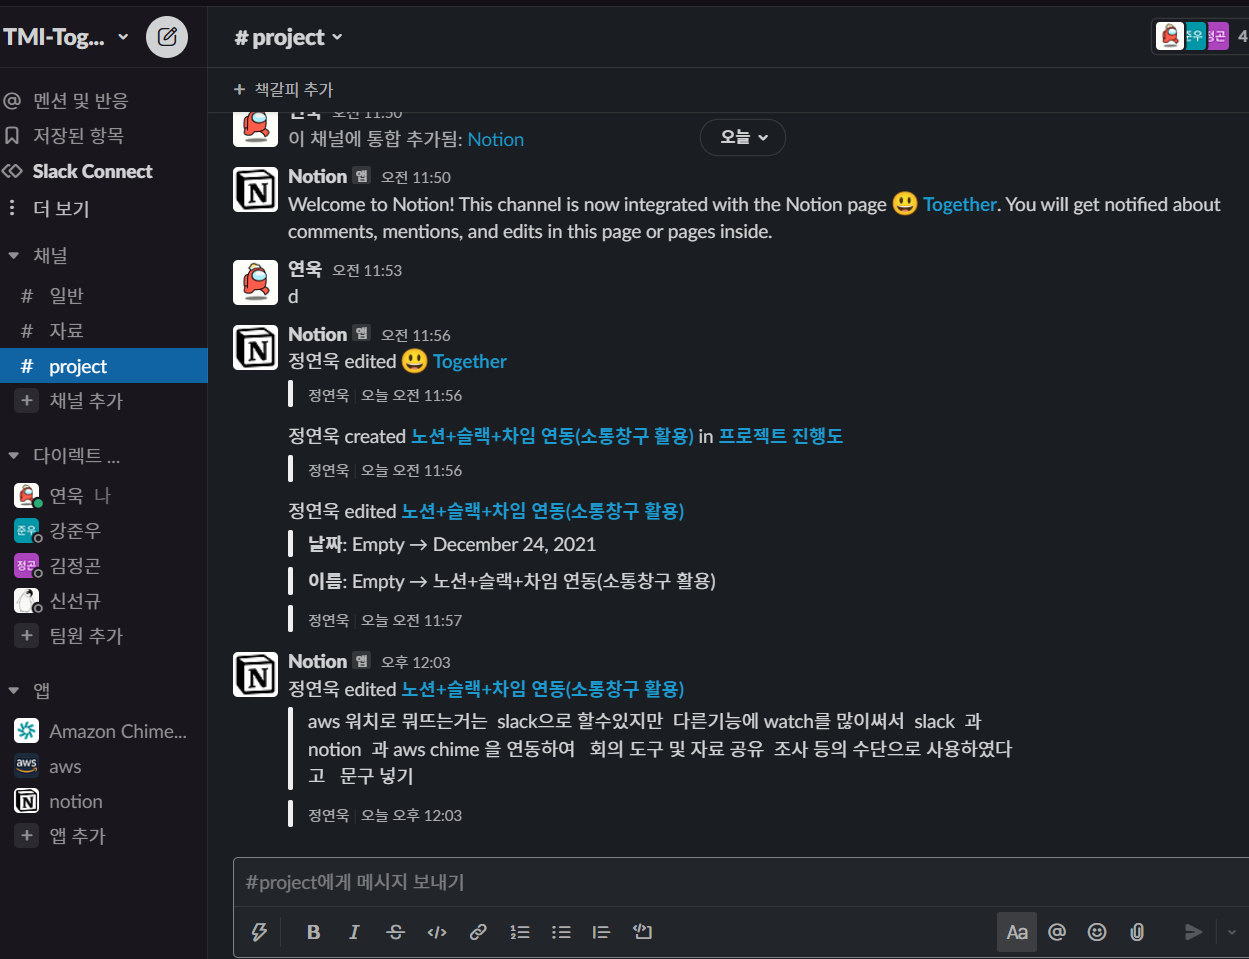 TMI-Tog...
멘션 및 반응
저장된 항목
Slack Connect
더 보기
채널
# 일반
# 자료
# project
+ 채널 추가
다이렉트 ...
연욱 나
준우 강준우
정곤 김정곤
신선규
+ 팀원 추가
앱
Amazon Chime...
aws aws
notion
+ 앱 추가
# project
준우 정곤 4
+ 책갈피 추가
연욱 오전 11:50
이 채널에 통합 추가됨: Notion
오늘
Notion 앱 오전 11:50
Welcome to Notion! This channel is now integrated with the Notion page 😃 Together. You will get notified about
comments, mentions, and edits in this page or pages inside.
연욱 오전 11:53
d
Notion 앱 오전 11:56
정연욱 edited 😃 Together
정연욱 | 오늘 오전 11:56
정연욱 created 노션+슬랙+차임 연동(소통창구 활용) in 프로젝트 진행도
정연욱 | 오늘 오전 11:56
정연욱 edited 노션+슬랙+차임 연동(소통창구 활용)
날짜: Empty → December 24, 2021
이름: Empty → 노션+슬랙+차임 연동(소통창구 활용)
정연욱 | 오늘 오전 11:57
Notion 앱 오후 12:03
정연욱 edited 노션+슬랙+차임 연동(소통창구 활용)
aws 워치로 뭐뜨는거는 slack으로 할수있지만 다른기능에 watch를 많이써서 slack 과
notion 과 aws chime 을 연동하여 회의 도구 및 자료 공유 조사 등의 수단으로 사용하였다
고 문구 넣기
정연욱 | 오늘 오후 12:03
#project에게 메시지 보내기
B I S </> Aa @